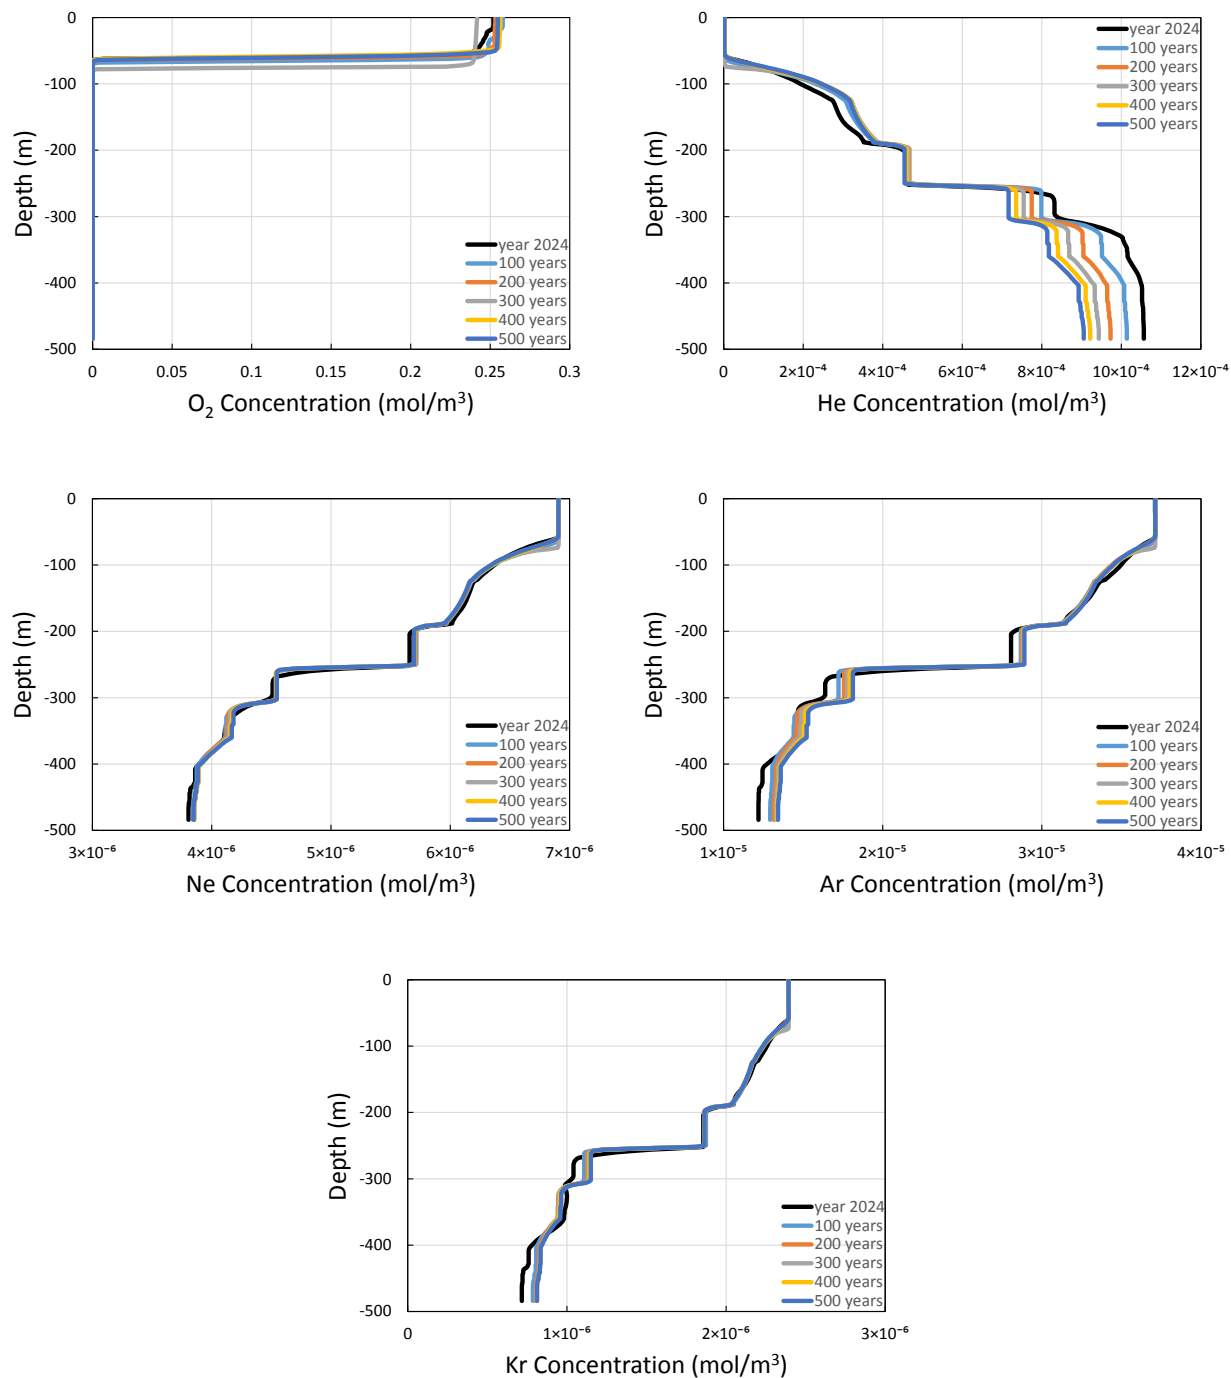 0
-100
-200
-300
-400
-500
Depth (m)
year 2024
100 years
200 years
300 years
400 years
500 years
0 0.05 0.1 0.15 0.2 0.25 0.3
O₂ Concentration (mol/m³)
0
-100
-200
-300
-400
-500
Depth (m)
year 2024
100 years
200 years
300 years
400 years
500 years
0 2×10⁻⁴ 4×10⁻⁴ 6×10⁻⁴ 8×10⁻⁴ 10×10⁻⁴ 12×10⁻⁴
He Concentration (mol/m³)
0
-100
-200
-300
-400
-500
Depth (m)
year 2024
100 years
200 years
300 years
400 years
500 years
3×10⁻⁶ 4×10⁻⁶ 5×10⁻⁶ 6×10⁻⁶ 7×10⁻⁶
Ne Concentration (mol/m³)
0
-100
-200
-300
-400
-500
Depth (m)
year 2024
100 years
200 years
300 years
400 years
500 years
1×10⁻⁵ 2×10⁻⁵ 3×10⁻⁵ 4×10⁻⁵
Ar Concentration (mol/m³)
0
-100
-200
-300
-400
-500
Depth (m)
year 2024
100 years
200 years
300 years
400 years
500 years
0 1×10⁻⁶ 2×10⁻⁶ 3×10⁻⁶
Kr Concentration (mol/m³)